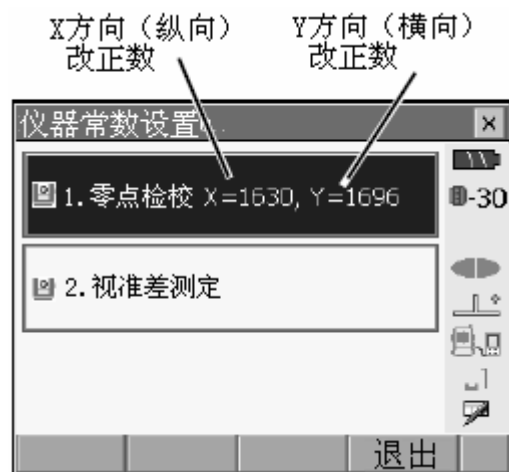 X方向（纵向）
改正数
Y方向（横向）
改正数
仪器常数设置
1.零点检校 X=1630, Y=1696
-30
2.视准差测定
退出